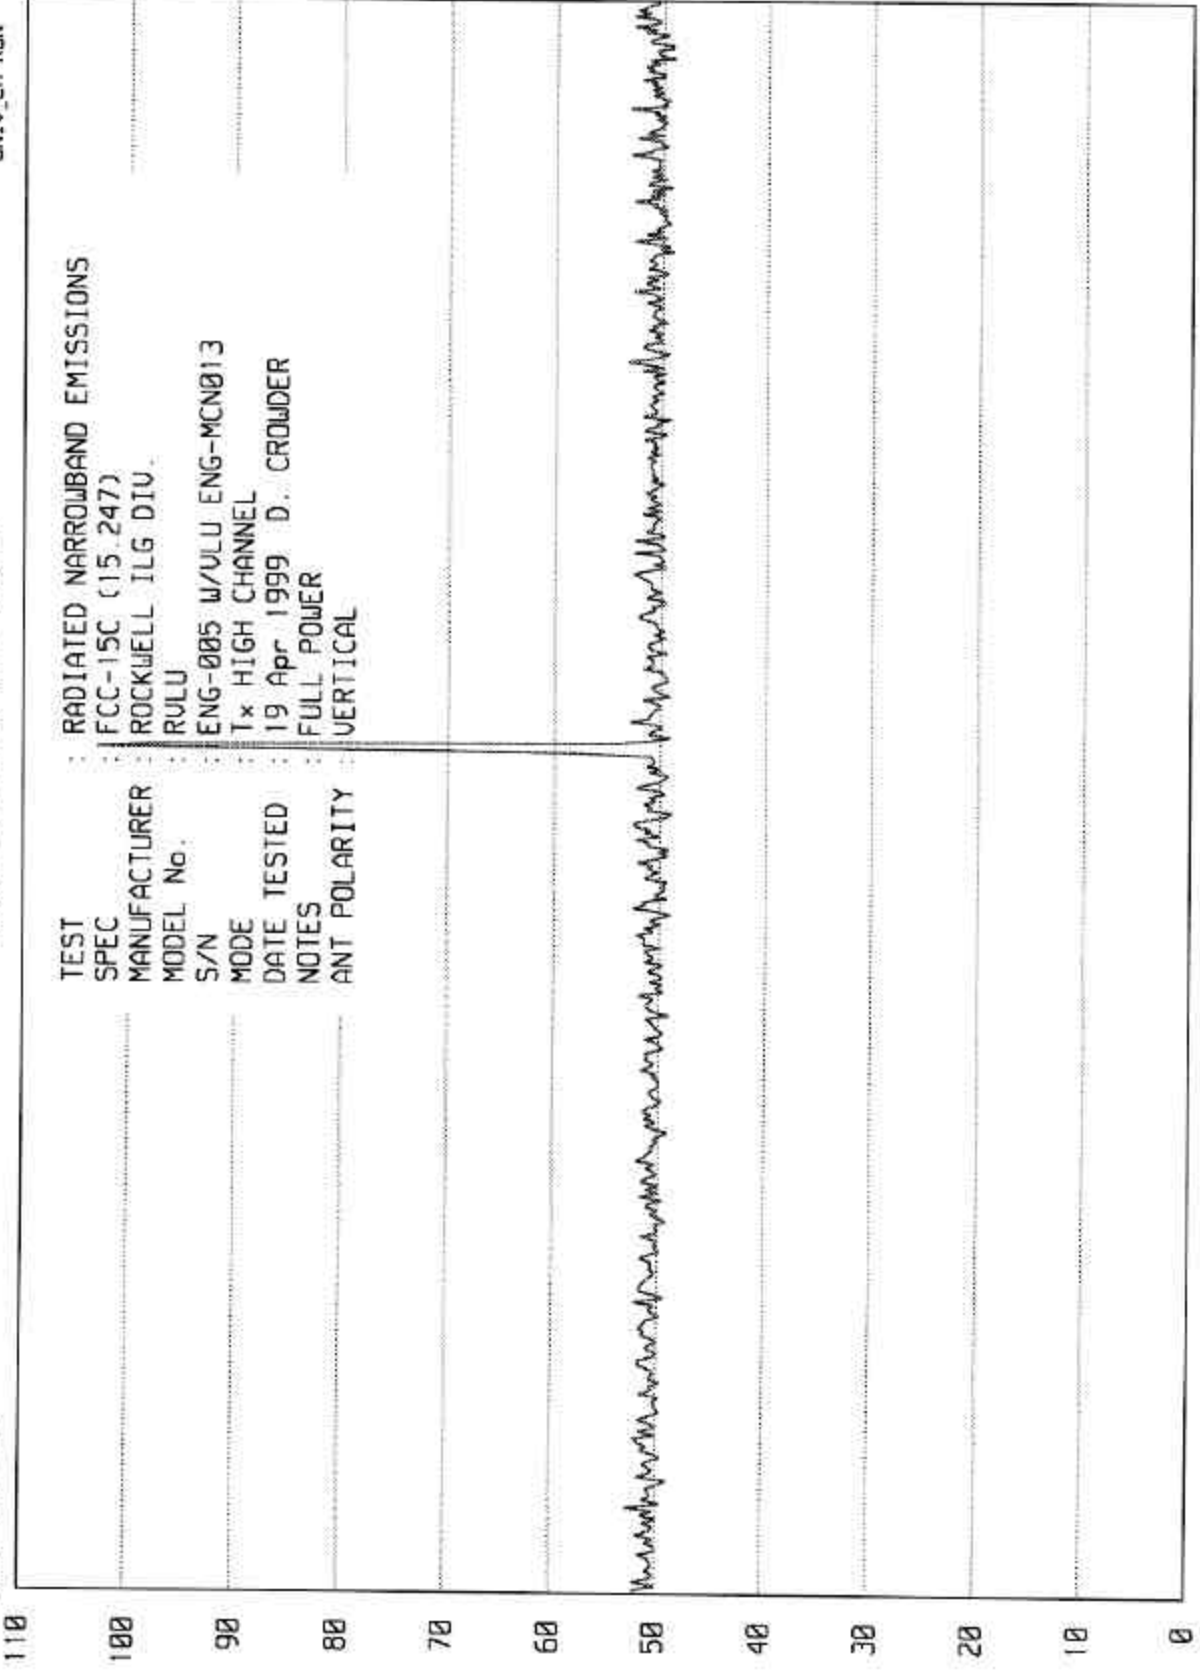 TEST : RADIATED NARROWBAND EMISSIONS
SPEC : FCC-15C (15.247)
MANUFACTURER : ROCKWELL ILG DIV.
MODEL No. : RVLU
S/N : ENG-005 W/VLU ENG-MCN013
MODE : Tx HIGH CHANNEL
DATE TESTED : 19 Apr 1999 D. CROWDER
NOTES : FULL POWER
ANT POLARITY : VERTICAL
110
100
90
80
70
60
50
40
30
20
10
0